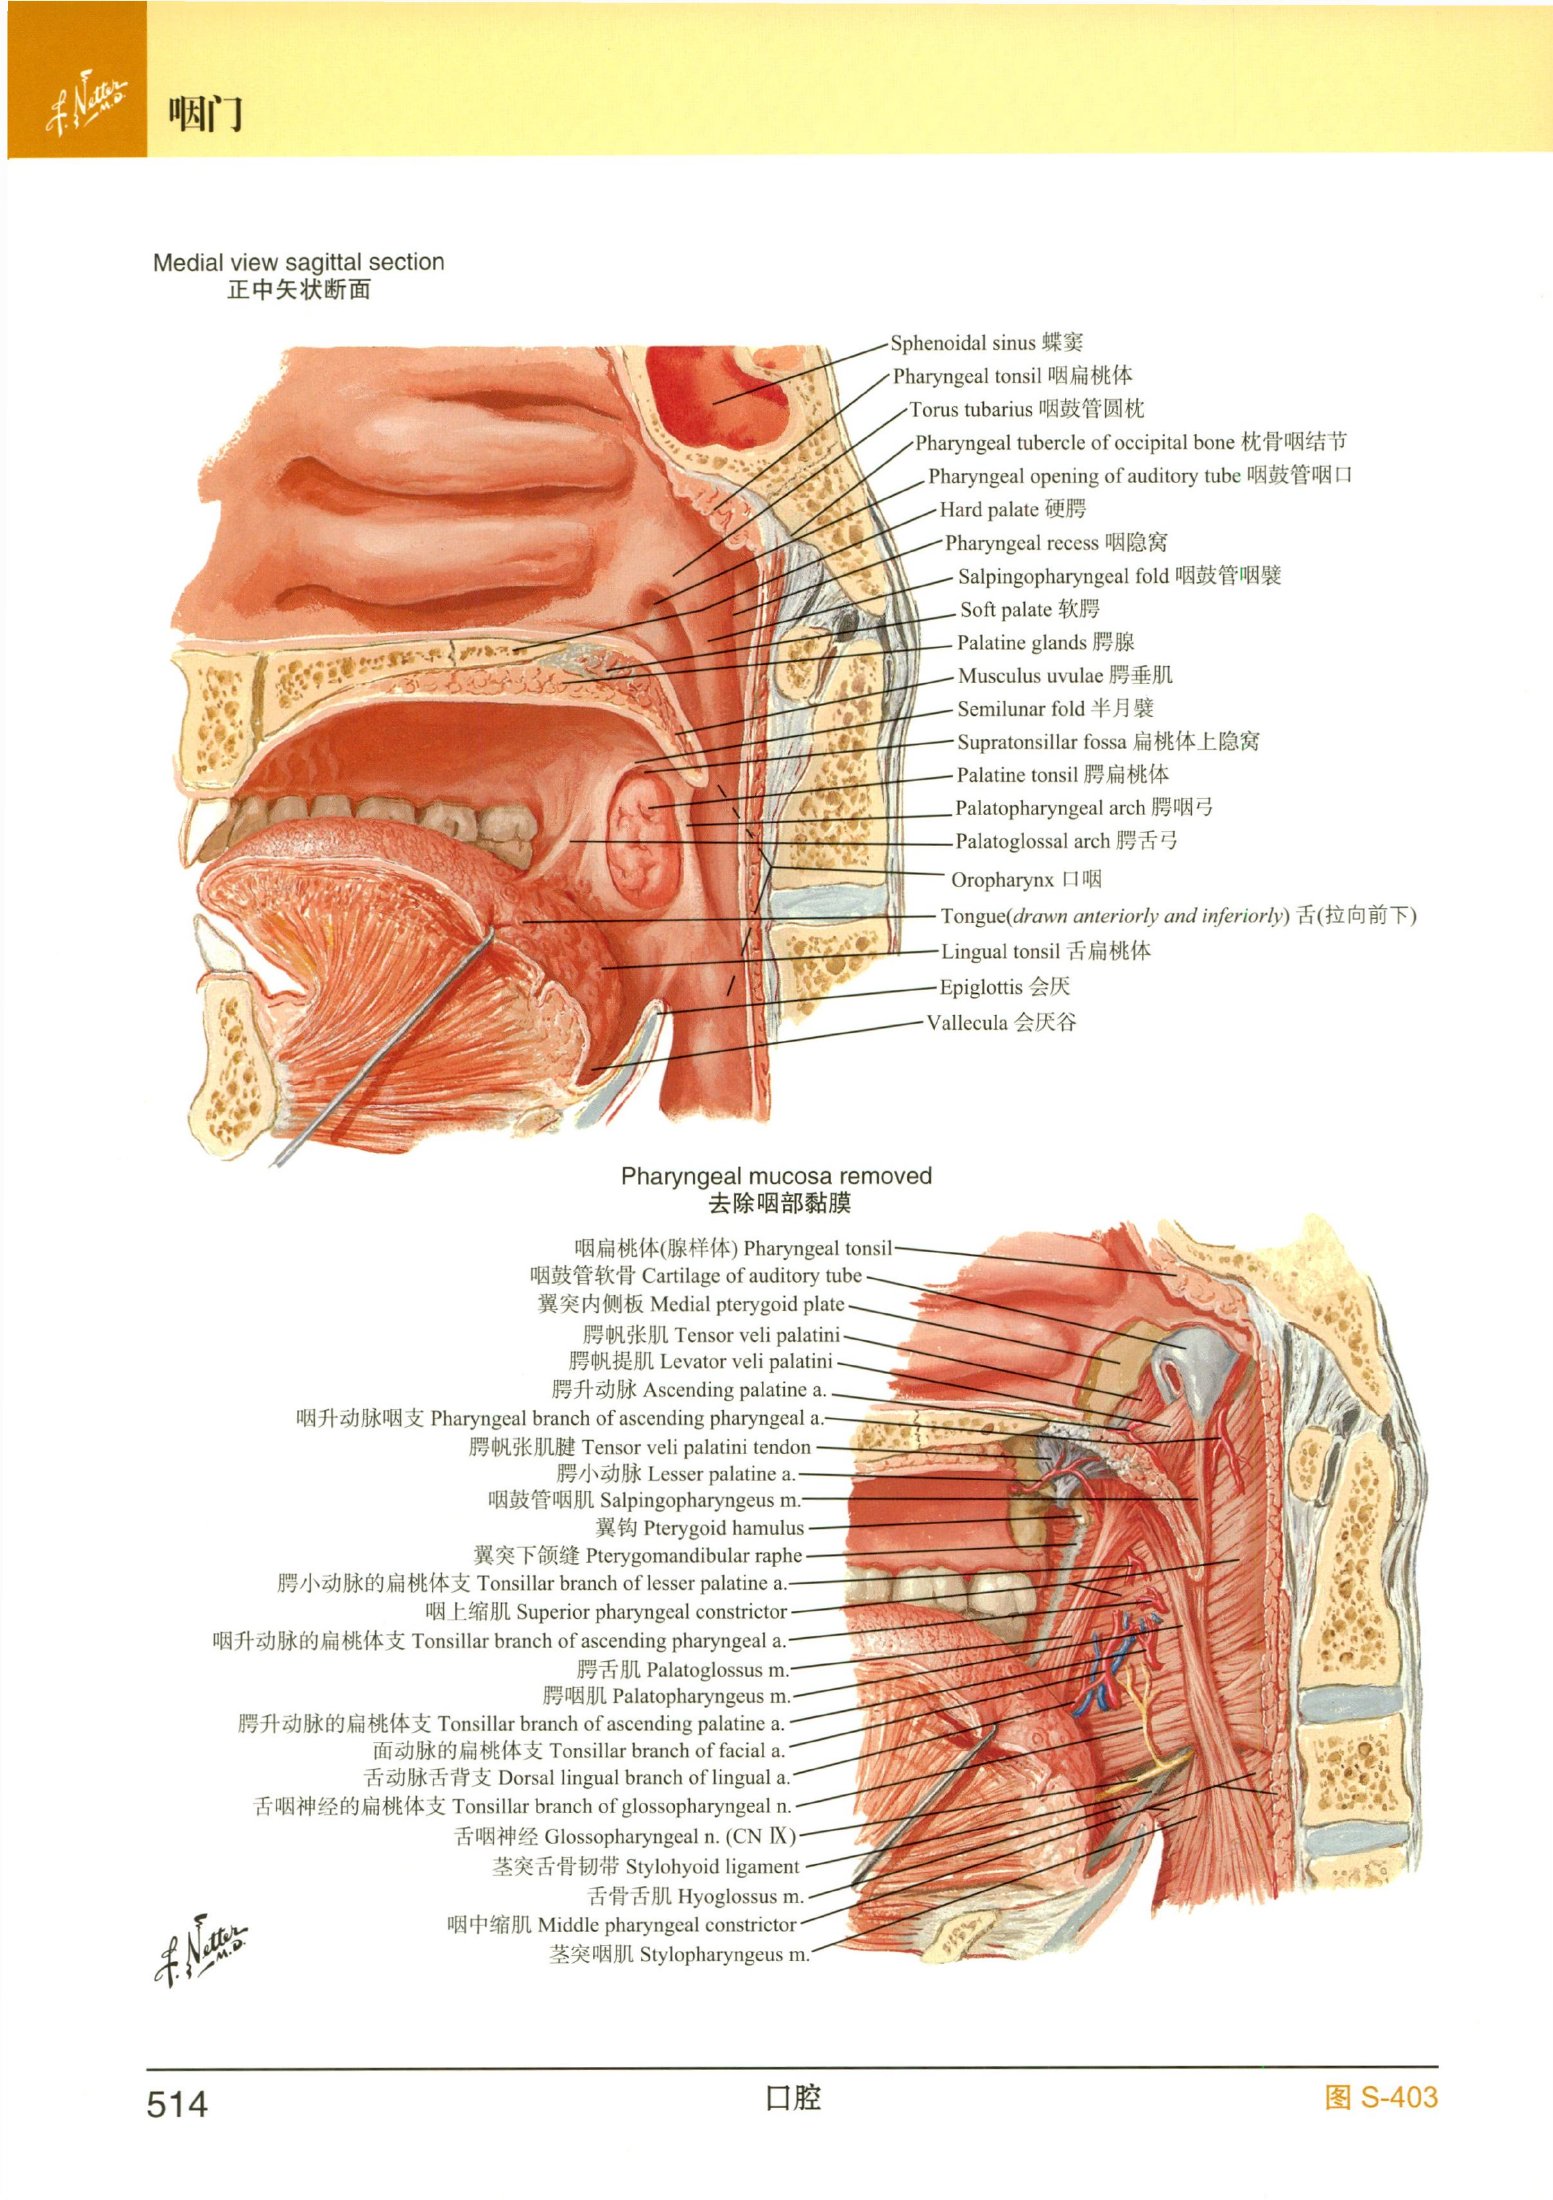 F. Netter M.D.
咽门
Medial view sagittal section
正中矢状断面
Sphenoidal sinus 蝶窦
Pharyngeal tonsil 咽扁桃体
Torus tubarius 咽鼓管圆枕
Pharyngeal tubercle of occipital bone 枕骨咽结节
Pharyngeal opening of auditory tube 咽鼓管咽口
Hard palate 硬腭
Pharyngeal recess 咽隐窝
Salpingopharyngeal fold 咽鼓管咽襞
Soft palate 软腭
Palatine glands 腭腺
Musculus uvulae 腭垂肌
Semilunar fold 半月襞
Supratonsillar fossa 扁桃体上隐窝
Palatine tonsil 腭扁桃体
Palatopharyngeal arch 腭咽弓
Palatoglossal arch 腭舌弓
Oropharynx 口咽
Tongue(drawn anteriorly and inferiorly) 舌(拉向前下)
Lingual tonsil 舌扁桃体
Epiglottis 会厌
Vallecula 会厌谷
Pharyngeal mucosa removed
去除咽部黏膜
咽扁桃体(腺样体) Pharyngeal tonsil
咽鼓管软骨 Cartilage of auditory tube
翼突内侧板 Medial pterygoid plate
腭帆张肌 Tensor veli palatini
腭帆提肌 Levator veli palatini
腭升动脉 Ascending palatine a.
咽升动脉咽支 Pharyngeal branch of ascending pharyngeal a.
腭帆张肌腱 Tensor veli palatini tendon
腭小动脉 Lesser palatine a.
咽鼓管咽肌 Salpingopharyngeus m.
翼钩 Pterygoid hamulus
翼突下颌缝 Pterygomandibular raphe
腭小动脉的扁桃体支 Tonsillar branch of lesser palatine a.
咽上缩肌 Superior pharyngeal constrictor
咽升动脉的扁桃体支 Tonsillar branch of ascending pharyngeal a.
腭舌肌 Palatoglossus m.
腭咽肌 Palatopharyngeus m.
腭升动脉的扁桃体支 Tonsillar branch of ascending palatine a.
面动脉的扁桃体支 Tonsillar branch of facial a.
舌动脉舌背支 Dorsal lingual branch of lingual a.
舌咽神经的扁桃体支 Tonsillar branch of glossopharyngeal n.
舌咽神经 Glossopharyngeal n. (CN Ⅸ)
茎突舌骨韧带 Stylohyoid ligament
舌骨舌肌 Hyoglossus m.
咽中缩肌 Middle pharyngeal constrictor
茎突咽肌 Stylopharyngeus m.
F. Netter M.D.
514
口腔
图 S-403